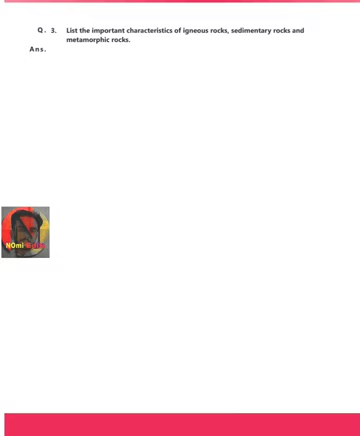 Q. 3. List the important characteristics of igneous rocks, sedimentary rocks and
metamorphic rocks.
Ans.
NOmi